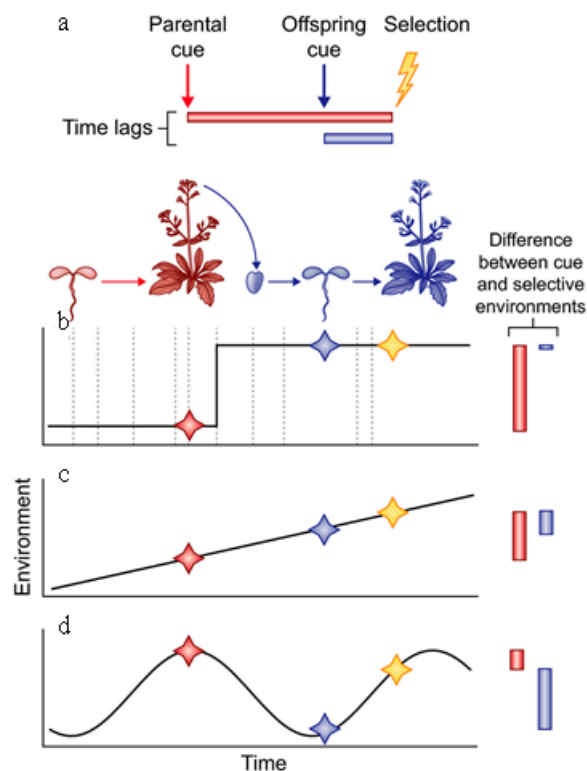 a
Parental
cue
Offspring
cue
Selection
Time lags
Difference
between cue
and selective
environments
b
c
d
Environment
Time